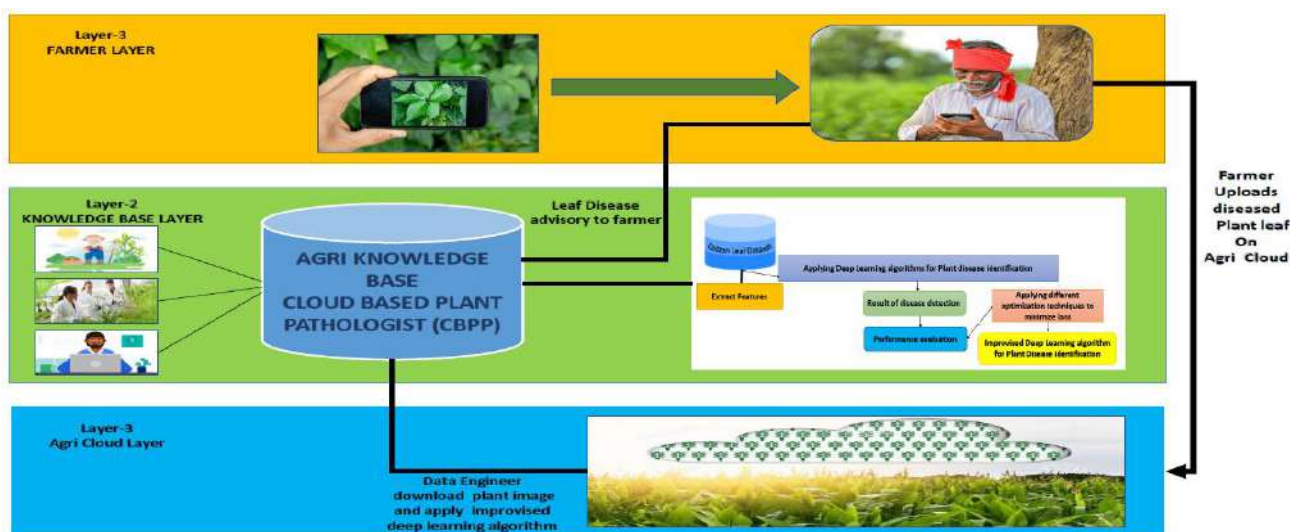 Layer-3
FARMER LAYER
Farmer
Uploads
diseased
Plant leaf
On
Agri Cloud
Layer-2
KNOWLEDGE BASE LAYER
Leaf Disease
advisory to farmer
AGRI KNOWLEDGE
BASE
CLOUD BASED PLANT
PATHOLOGIST (CBPP)
Cotton Leaf Datasets
Applying Deep Learning algorithms for Plant disease identification
Extract Features
Result of disease detection
Applying different
optimization techniques to
minimize loss
Performance evaluation
Improvised Deep Learning algorithm
for Plant Disease Identification
Layer-3
Agri Cloud Layer
Data Engineer
download plant image
and apply improvised
deep learning algorithm